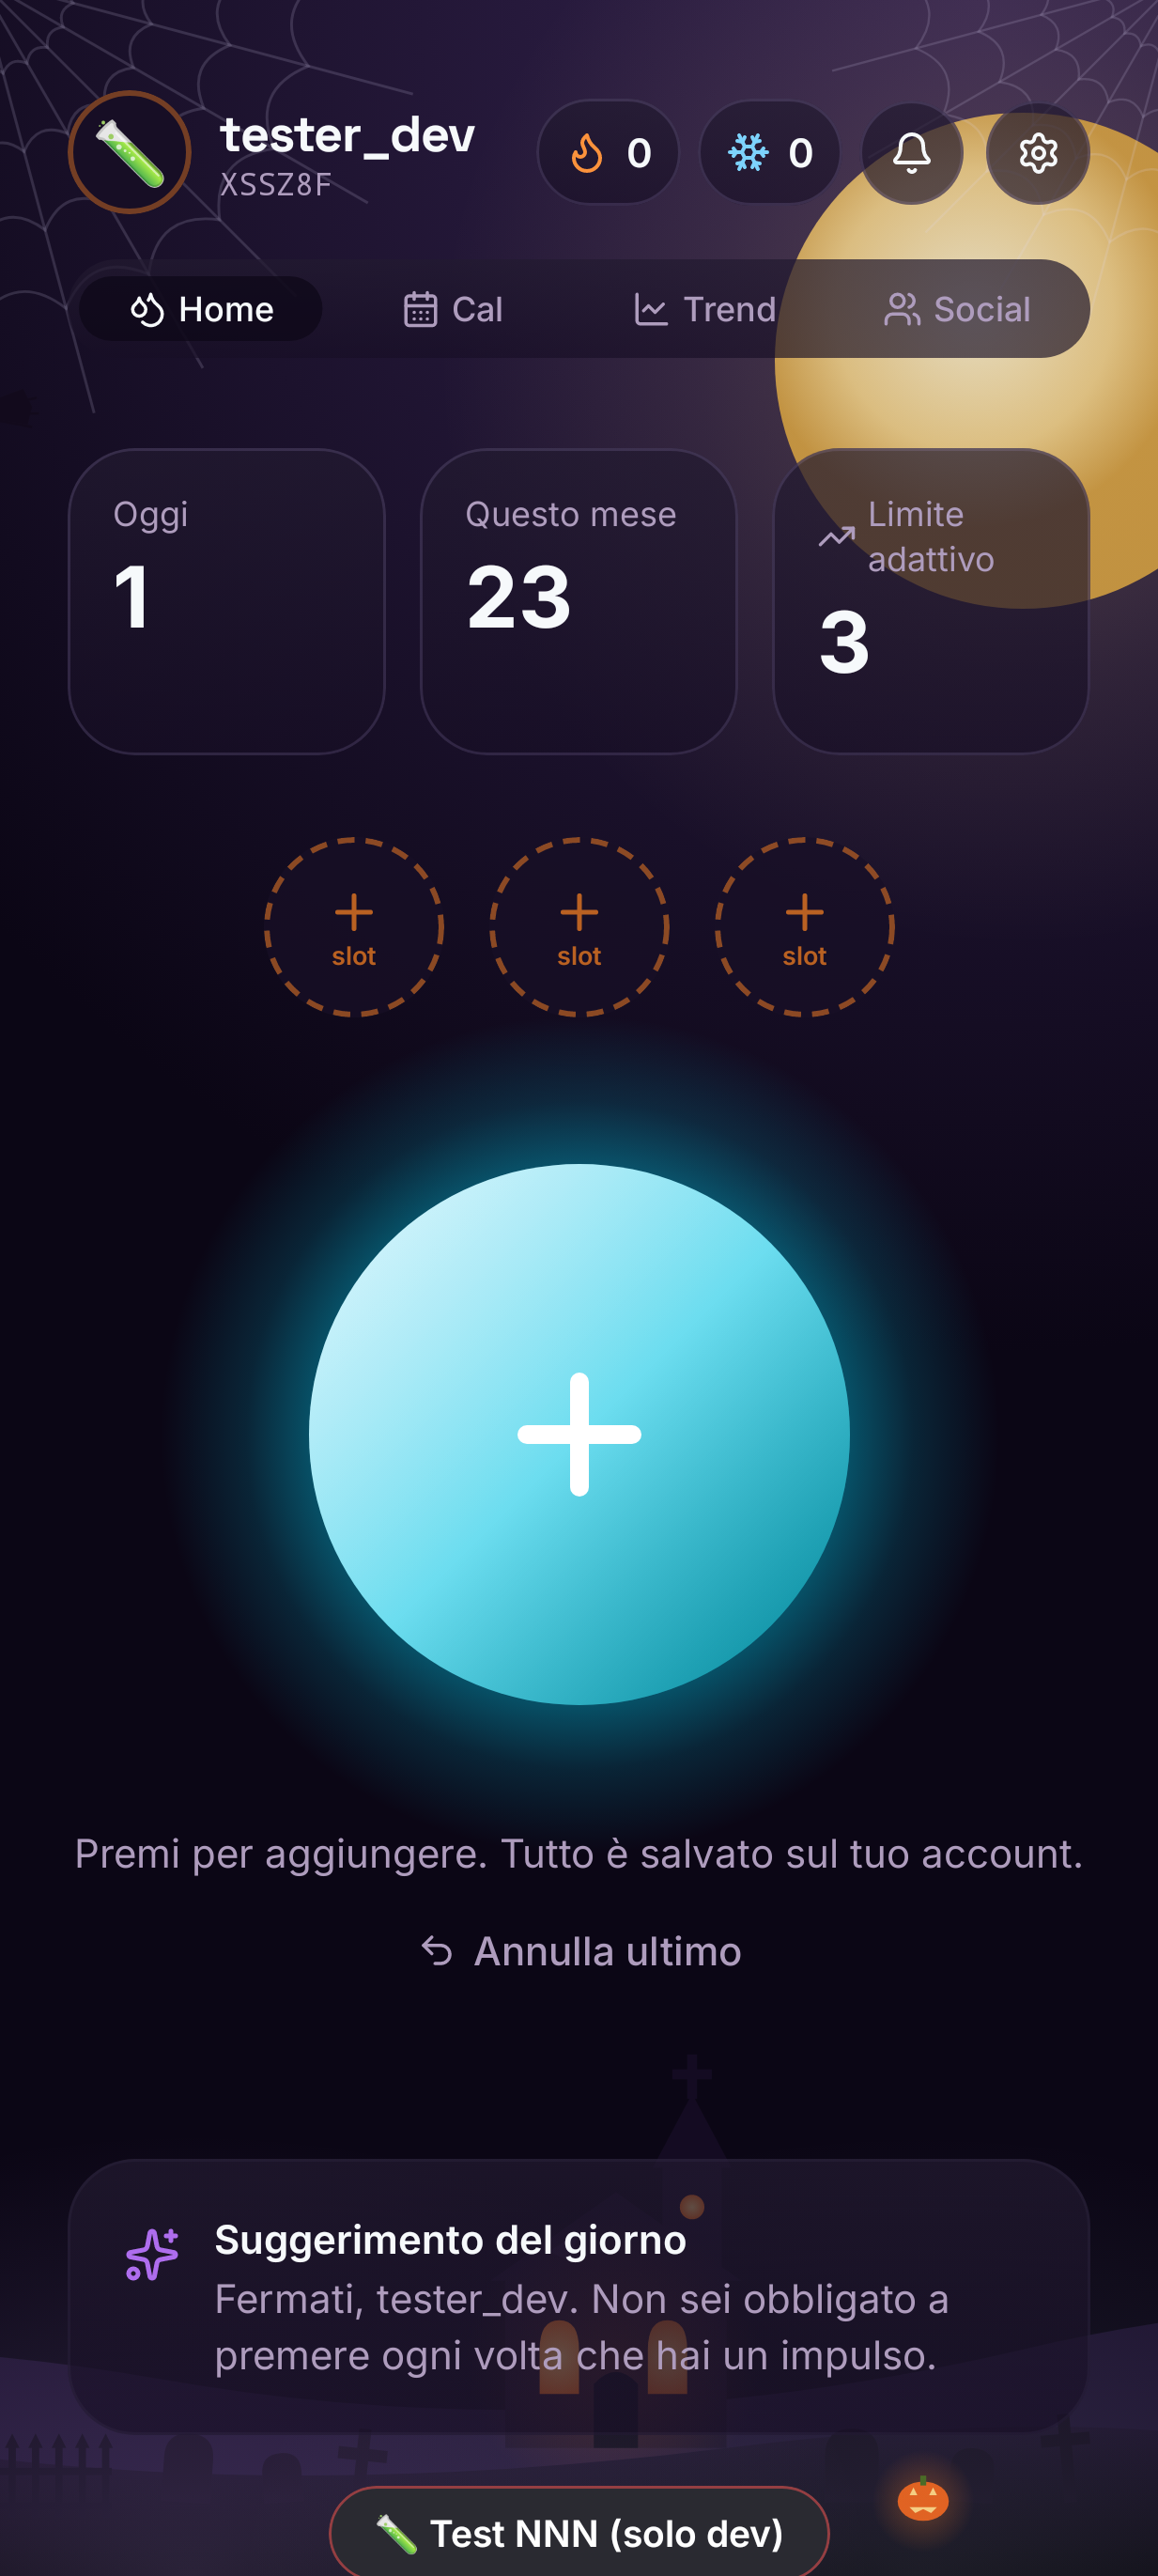 tester_dev
XSSZ8F
0
0
Home
Cal
Trend
Social
Oggi
1
Questo mese
23
Limite
adattivo
3
slot
slot
slot
Premi per aggiungere. Tutto è salvato sul tuo account.
Annulla ultimo
Suggerimento del giorno
Fermati, tester_dev. Non sei obbligato a
premere ogni volta che hai un impulso.
Test NNN (solo dev)